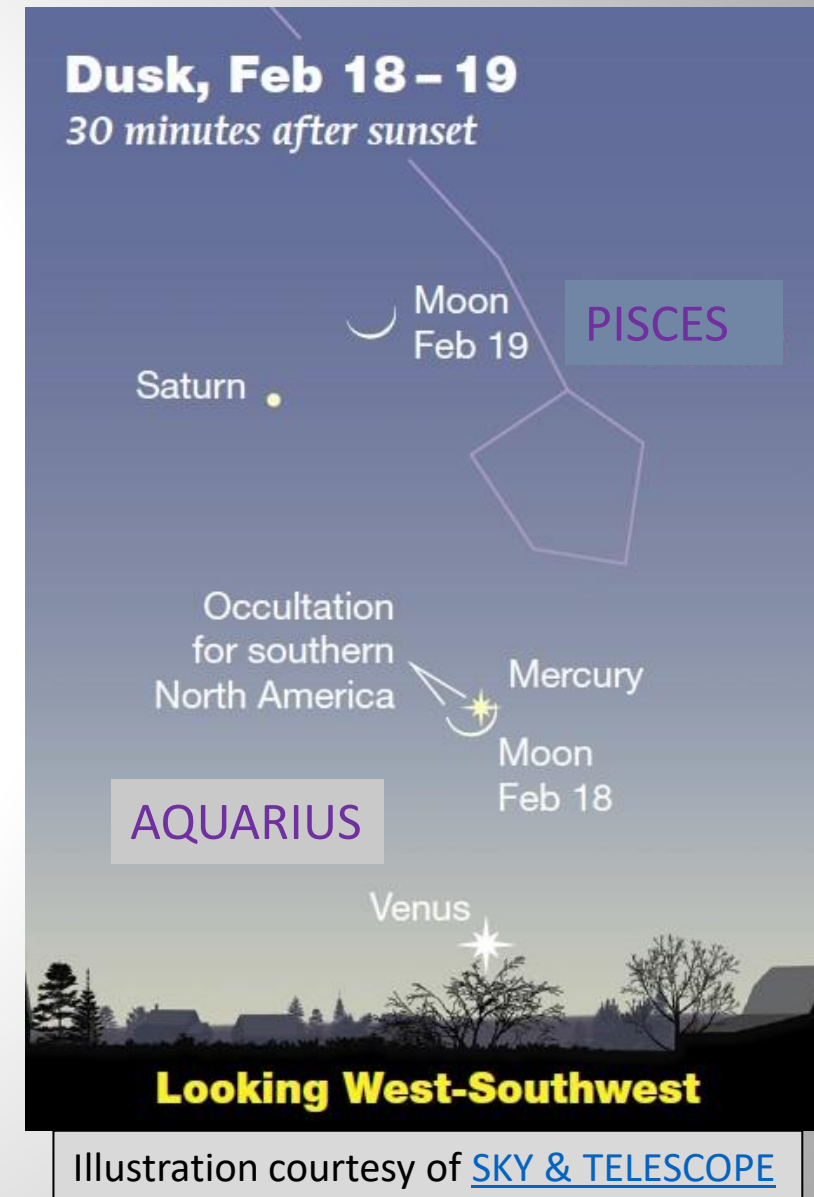 Dusk, Feb 18 – 19
30 minutes after sunset
Moon
Feb 19
PISCES
Saturn
Occultation
for southern
North America
Mercury
Moon
Feb 18
AQUARIUS
Venus
Looking West-Southwest
Illustration courtesy of SKY & TELESCOPE